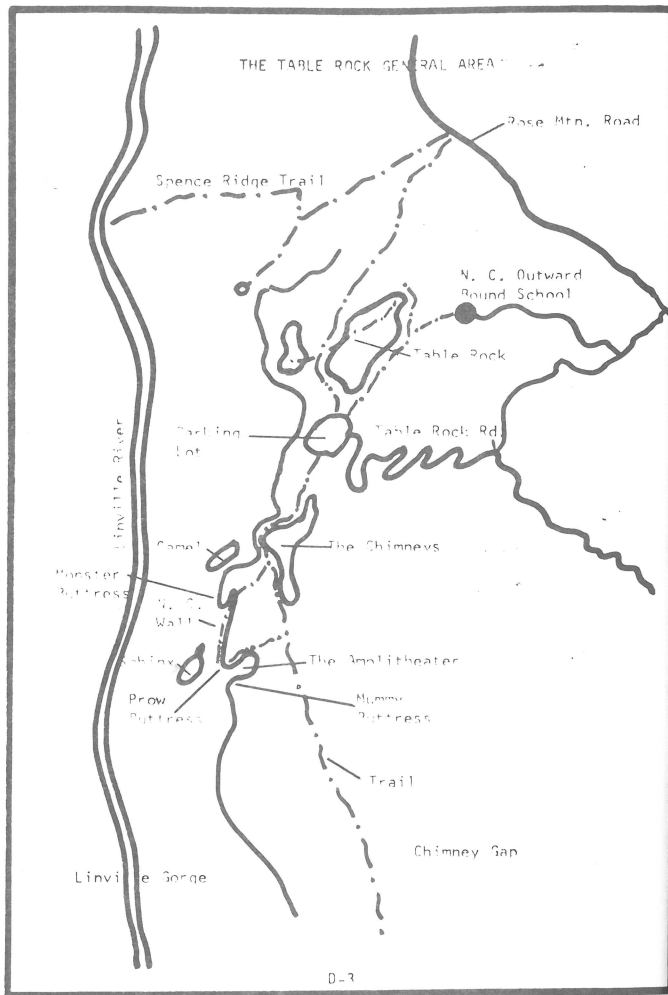 THE TABLE ROCK GENERAL AREA
Rose Mtn. Road
Spence Ridge Trail
N. C. Outward
Bound School
Table Rock
Parking
Lot
Table Rock Rd.
Linville River
Camel
The Chimneys
Monster
Buttress
N. C.
Wall
Sphinx
The Amplitheater
Prow
Buttress
Mummy
Buttress
Trail
Chimney Gap
Linville Gorge
D-3